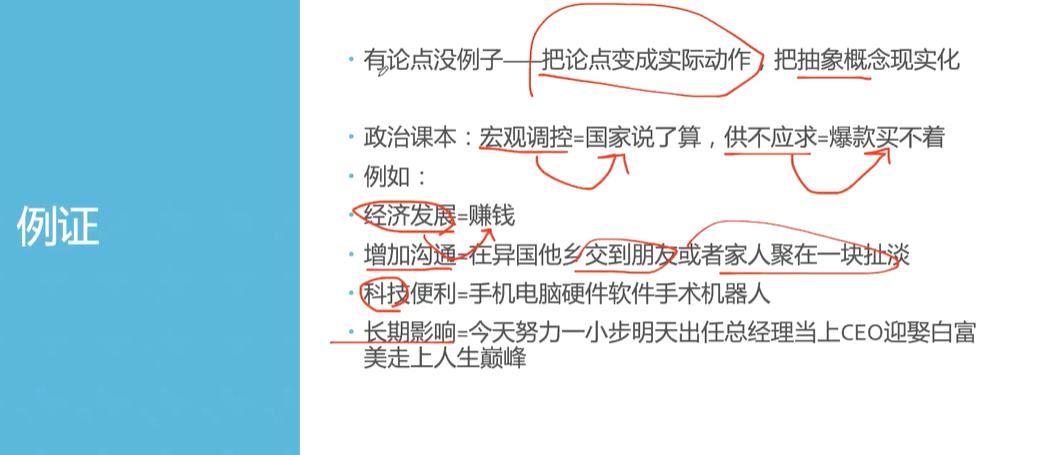 例证
有论点没例子——把论点变成实际动作，把抽象概念现实化
政治课本：宏观调控=国家说了算，供不应求=爆款买不着
例如：
经济发展=赚钱
增加沟通=在异国他乡交到朋友或者家人聚在一块扯淡
科技便利=手机电脑硬件软件手术机器人
长期影响=今天努力一小步明天出任总经理当上CEO迎娶白富
美走上人生巅峰